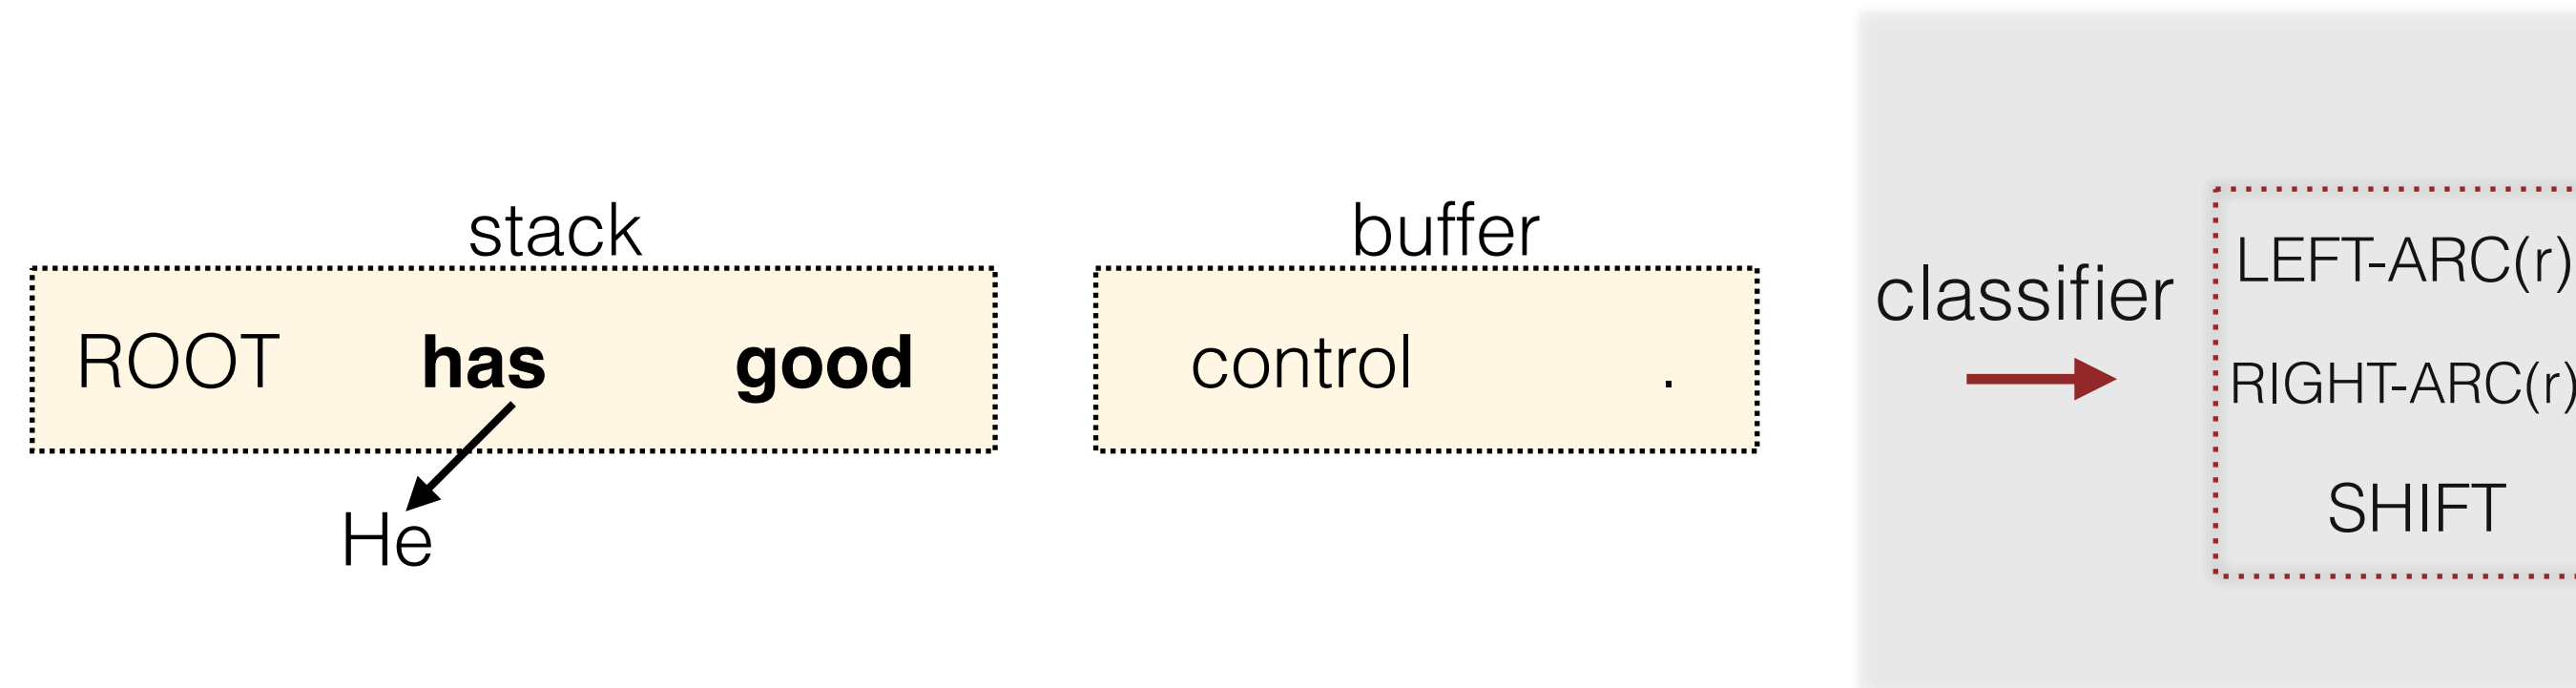 stack
buffer
ROOT has good
control .
He
classifier
LEFT-ARC(r)
RIGHT-ARC(r)
SHIFT